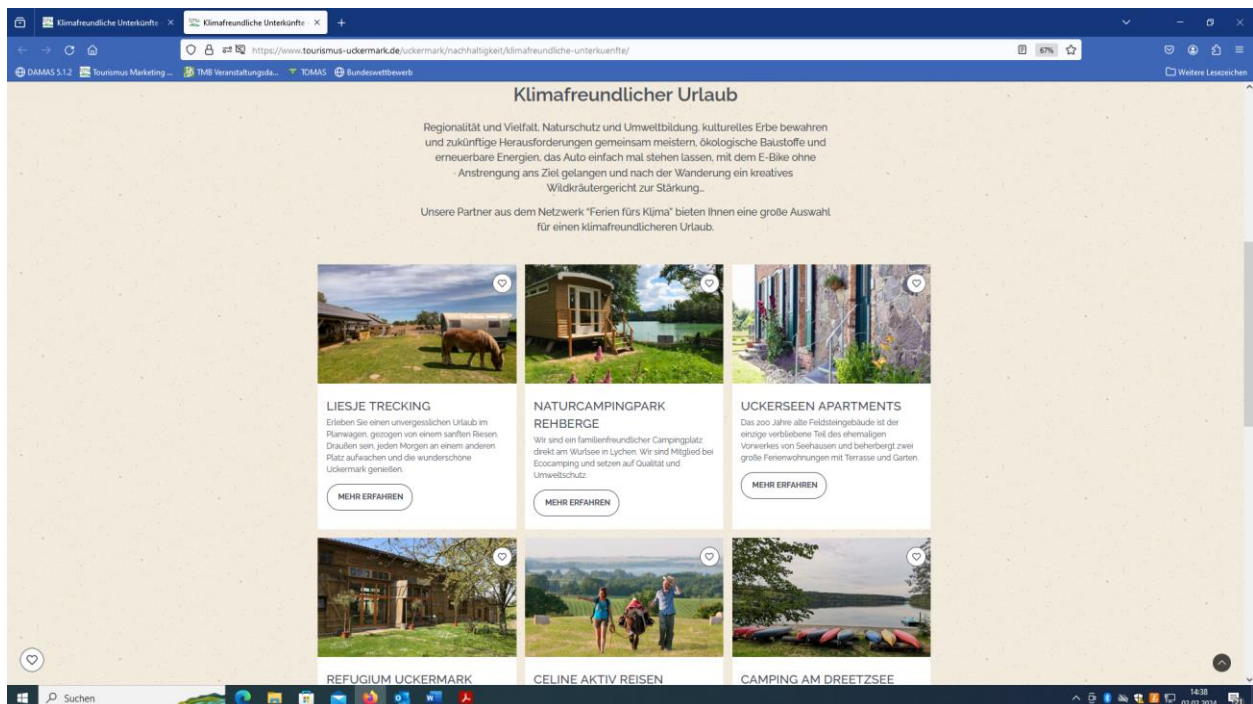 Klimafreundliche Unterkünfte
Klimafreundliche Unterkünfte
https://www.tourismus-uckermark.de/uckermark/nachhaltigkeit/klimafreundliche-unterkuenfte/
67%
DAMAS 5.1.2
Tourismus Marketing ...
TMB Veranstaltungsda...
TOMAS
Bundeswettbewerb
Weitere Lesezeichen
Klimafreundlicher Urlaub
Regionalität und Vielfalt, Naturschutz und Umweltbildung, kulturelles Erbe bewahren
und zukünftige Herausforderungen gemeinsam meistern, ökologische Baustoffe und
erneuerbare Energien, das Auto einfach mal stehen lassen, mit dem E-Bike ohne
Anstrengung ans Ziel gelangen und nach der Wanderung ein kreatives
Wildkräutergericht zur Stärkung...
Unsere Partner aus dem Netzwerk "Ferien fürs Klima" bieten Ihnen eine große Auswahl
für einen klimafreundlicheren Urlaub.
LIESJE TRECKING
Erleben Sie einen unvergesslichen Urlaub im
Planwagen, gezogen von einem sanften Riesen.
Draußen sein, jeden Morgen an einem anderen
Platz aufwachen und die wunderschöne
Uckermark genießen.
MEHR ERFAHREN
NATURCAMPINGPARK
REHBERGE
Wir sind ein familienfreundlicher Campingplatz
direkt am Wurlsee in Lychen. Wir sind Mitglied bei
Ecocamping und setzen auf Qualität und
Umweltschutz.
MEHR ERFAHREN
UCKERSEEN APARTMENTS
Das 200 Jahre alte Feldsteingebäude ist der
einzige verbliebene Teil des ehemaligen
Vorwerkes von Seehausen und beherbergt zwei
große Ferienwohnungen mit Terrasse und Garten.
MEHR ERFAHREN
REFUGIUM UCKERMARK
CELINE AKTIV REISEN
CAMPING AM DREETZSEE
Suchen
14:38